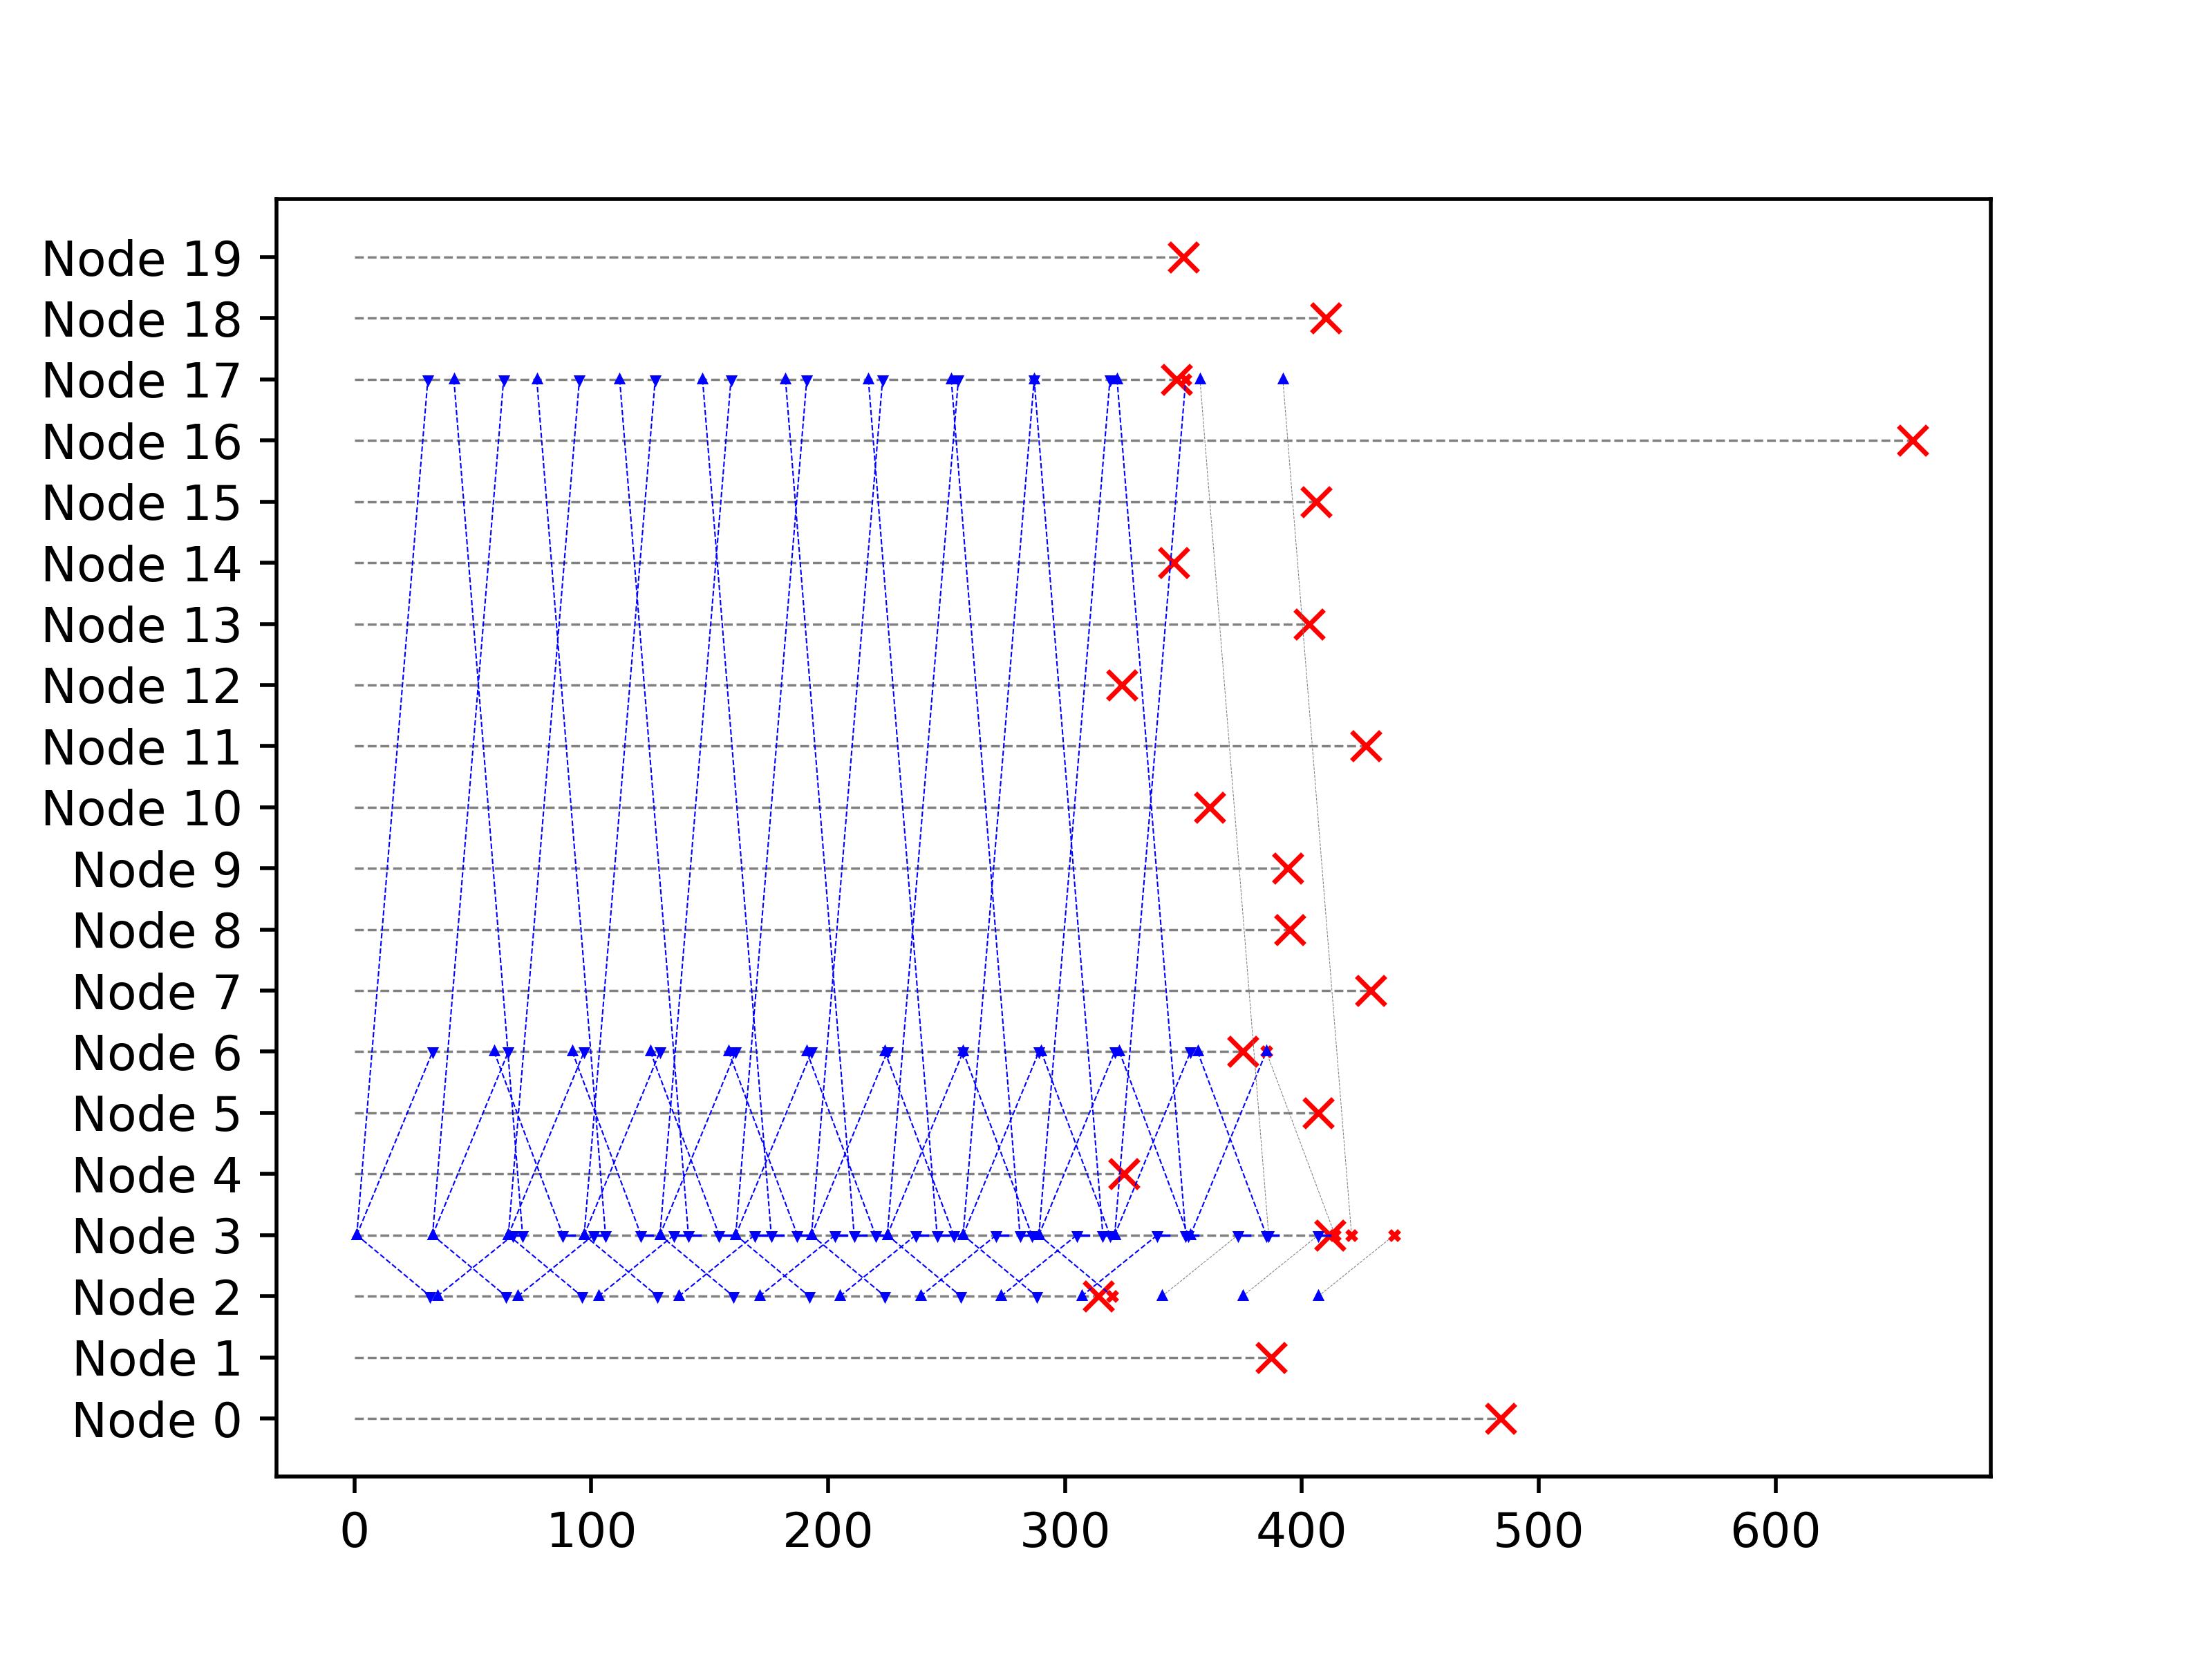 Node 19
Node 18
Node 17
Node 16
Node 15
Node 14
Node 13
Node 12
Node 11
Node 10
Node 9
Node 8
Node 7
Node 6
Node 5
Node 4
Node 3
Node 2
Node 1
Node 0
0 100 200 300 400 500 600